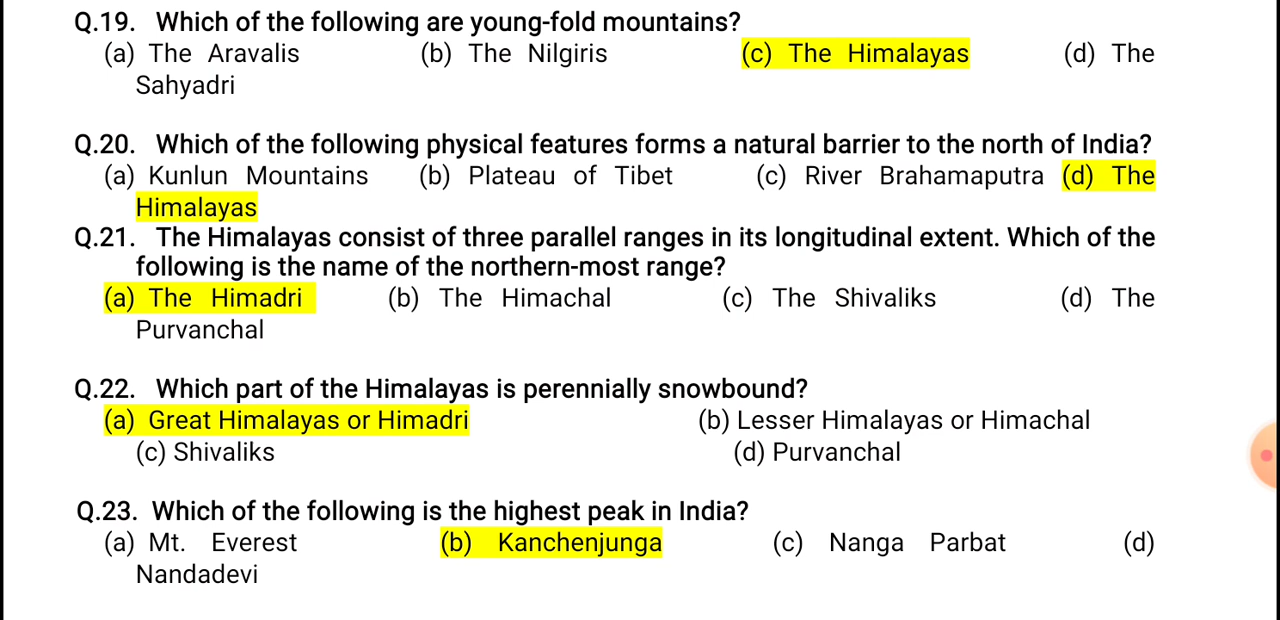 Q.19. Which of the following are young-fold mountains?
(a) The Aravalis (b) The Nilgiris (c) The Himalayas (d) The
Sahyadri
Q.20. Which of the following physical features forms a natural barrier to the north of India?
(a) Kunlun Mountains (b) Plateau of Tibet (c) River Brahamaputra (d) The
Himalayas
Q.21. The Himalayas consist of three parallel ranges in its longitudinal extent. Which of the
following is the name of the northern-most range?
(a) The Himadri (b) The Himachal (c) The Shivaliks (d) The
Purvanchal
Q.22. Which part of the Himalayas is perennially snowbound?
(a) Great Himalayas or Himadri (b) Lesser Himalayas or Himachal
(c) Shivaliks (d) Purvanchal
Q.23. Which of the following is the highest peak in India?
(a) Mt. Everest (b) Kanchenjunga (c) Nanga Parbat (d)
Nandadevi